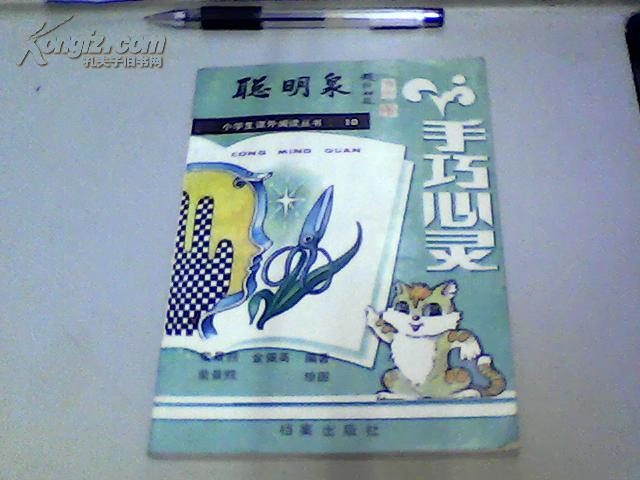 Kongfz.com
孔夫子旧书网
聪明泉
小学生课外阅读丛书 10
CONG MING QUAN
手巧心灵
编著
绘图
档案出版社